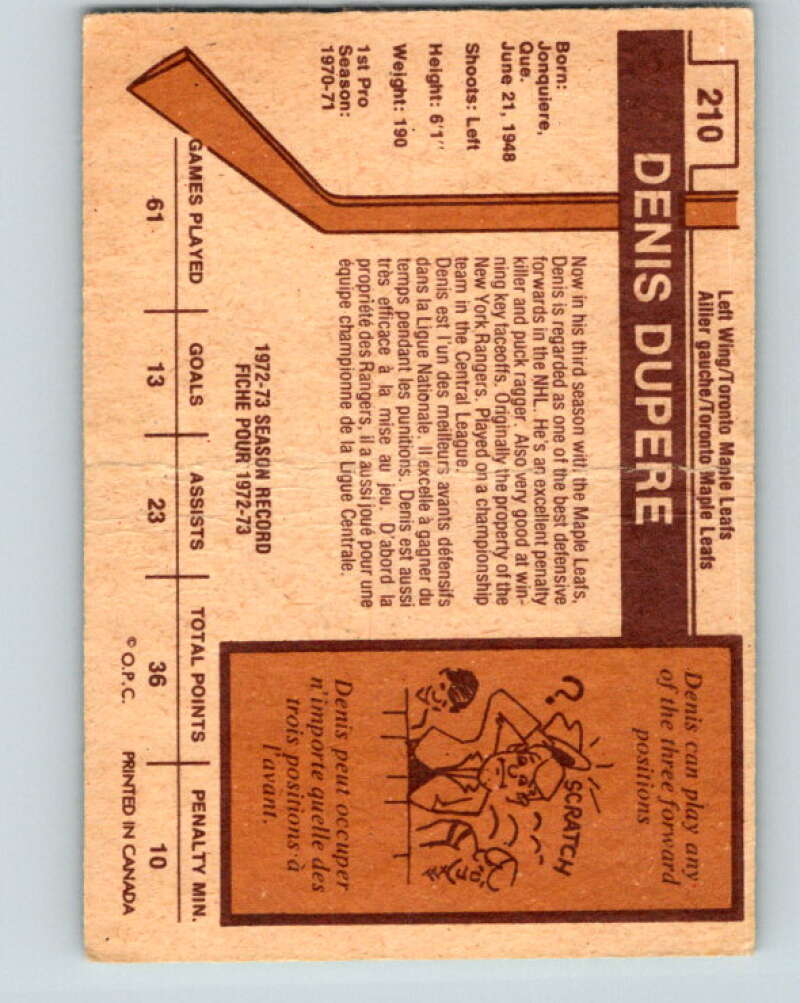 210
Left Wing/Toronto Maple Leafs
Ailier gauche/Toronto Maple Leafs
DENIS DUPERE
Born:
Jonquiere,
Que.
June 21, 1948
Shoots: Left
Height: 6'1"
Weight: 190
1st Pro
Season:
1970-71
Now in his third season with the Maple Leafs,
Denis is regarded as one of the best defensive
forwards in the NHL. He's an excellent penalty
killer and puck ragger. Also very good at win-
ning key faceoffs. Originally the property of the
New York Rangers. Played on a championship
team in the Central League.
Denis est l'un des meilleurs avants défensifs
dans la Ligue Nationale. Il excelle à gagner du
temps pendant les punitions. Denis est aussi
très efficace à la mise au jeu. D'abord la
propriété des Rangers, il a aussi joué pour une
équipe championne de la Ligue Centrale.
Denis can play any
of the three forward
positions
?
SCRATCH
Denis peut occuper
n'importe quelle des
trois positions à
l'avant.
1972-73 SEASON RECORD
FICHE POUR 1972-73
GAMES PLAYED GOALS ASSISTS TOTAL POINTS PENALTY MIN.
61 13 23 36 10
© O.P.C. PRINTED IN CANADA